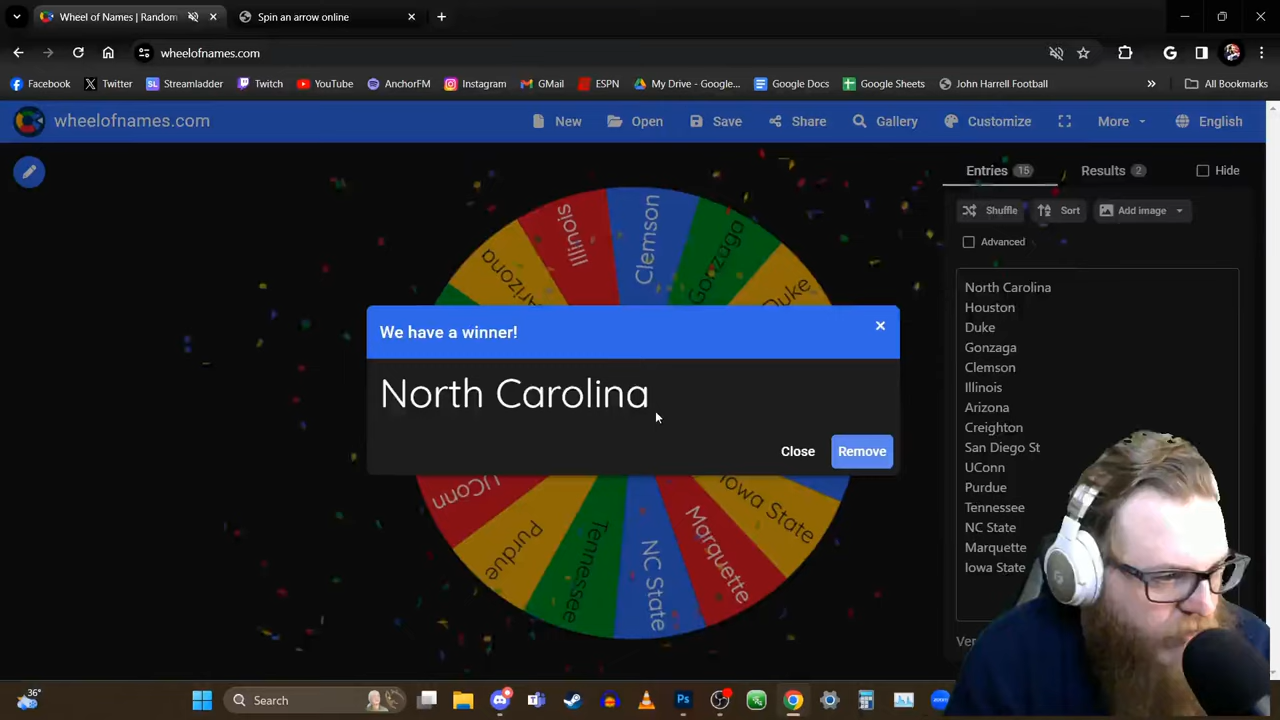 Wheel of Names | Random
Spin an arrow online
wheelofnames.com
Facebook
Twitter
Streamladder
Twitch
YouTube
AnchorFM
Instagram
GMail
ESPN
My Drive - Google...
Google Docs
Google Sheets
John Harrell Football
All Bookmarks
wheelofnames.com
New
Open
Save
Share
Gallery
Customize
More
English
Entries 15
Results 2
Hide
Shuffle
Sort
Add image
Advanced
Illinois
Clemson
Gonzaga
Arizona
Duke
We have a winner!
North Carolina
Close
Remove
UConn
Purdue
Tennessee
NC State
Marquette
Iowa State
North Carolina
Houston
Duke
Gonzaga
Clemson
Illinois
Arizona
Creighton
San Diego St
UConn
Purdue
Tennessee
NC State
Marquette
Iowa State
36°
Search